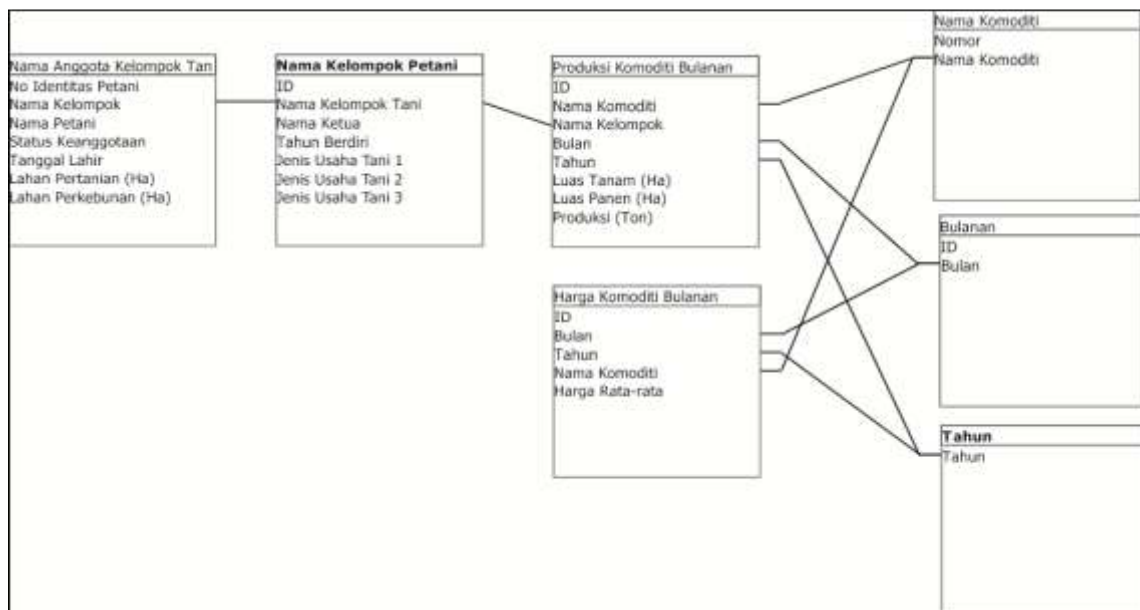 Nama Anggota Kelompok Tan
No Identitas Petani
Nama Kelompok
Nama Petani
Status Keanggotaan
Tanggal Lahir
Lahan Pertanian (Ha)
Lahan Perkebunan (Ha)
Nama Kelompok Petani
ID
Nama Kelompok Tani
Nama Ketua
Tahun Berdiri
Jenis Usaha Tani 1
Jenis Usaha Tani 2
Jenis Usaha Tani 3
Produksi Komoditi Bulanan
ID
Nama Komoditi
Nama Kelompok
Bulan
Tahun
Luas Tanam (Ha)
Luas Panen (Ha)
Produksi (Ton)
Harga Komoditi Bulanan
ID
Bulan
Tahun
Nama Komoditi
Harga Rata-rata
Nama Komoditi
Nomor
Nama Komoditi
Bulanan
ID
Bulan
Tahun
Tahun